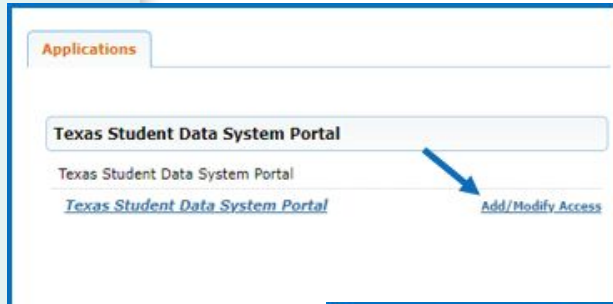 Applications
Texas Student Data System Portal
Texas Student Data System Portal
Texas Student Data System Portal Add/Modify Access